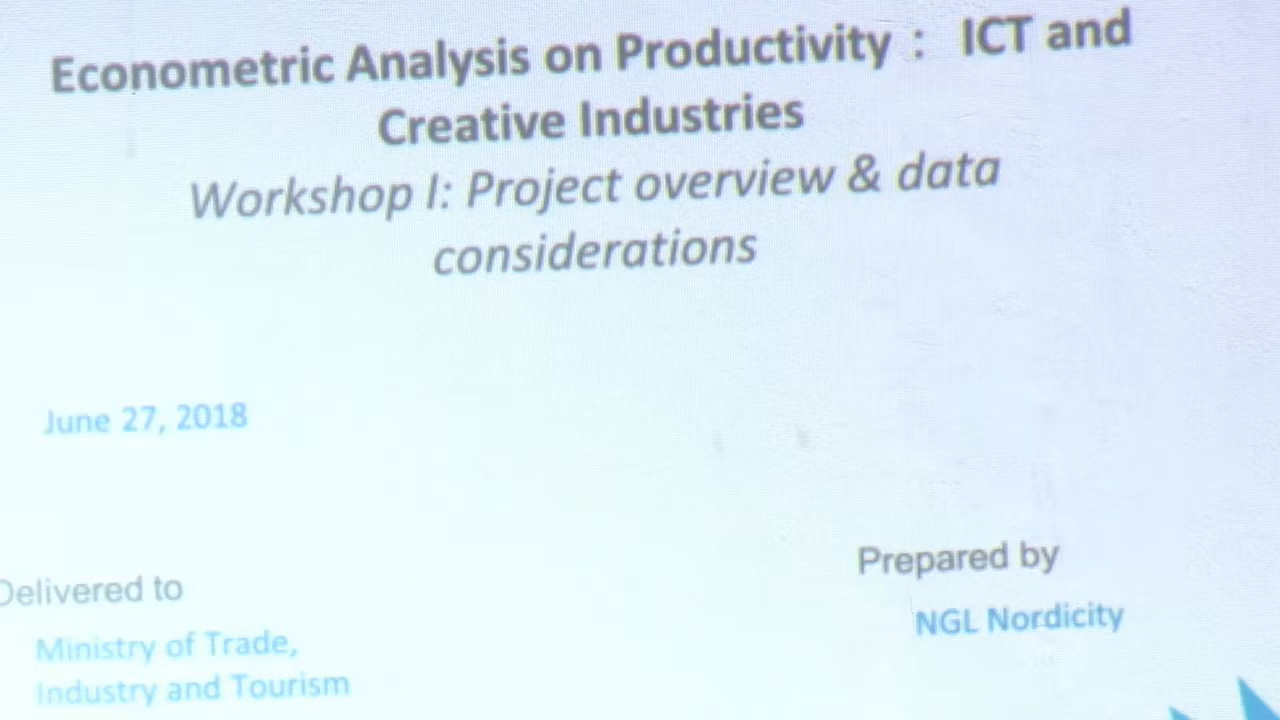 Econometric Analysis on Productivity : ICT and
Creative Industries
Workshop I: Project overview & data
considerations
June 27, 2018
Delivered to
Ministry of Trade,
Industry and Tourism
Prepared by
NGL Nordicity